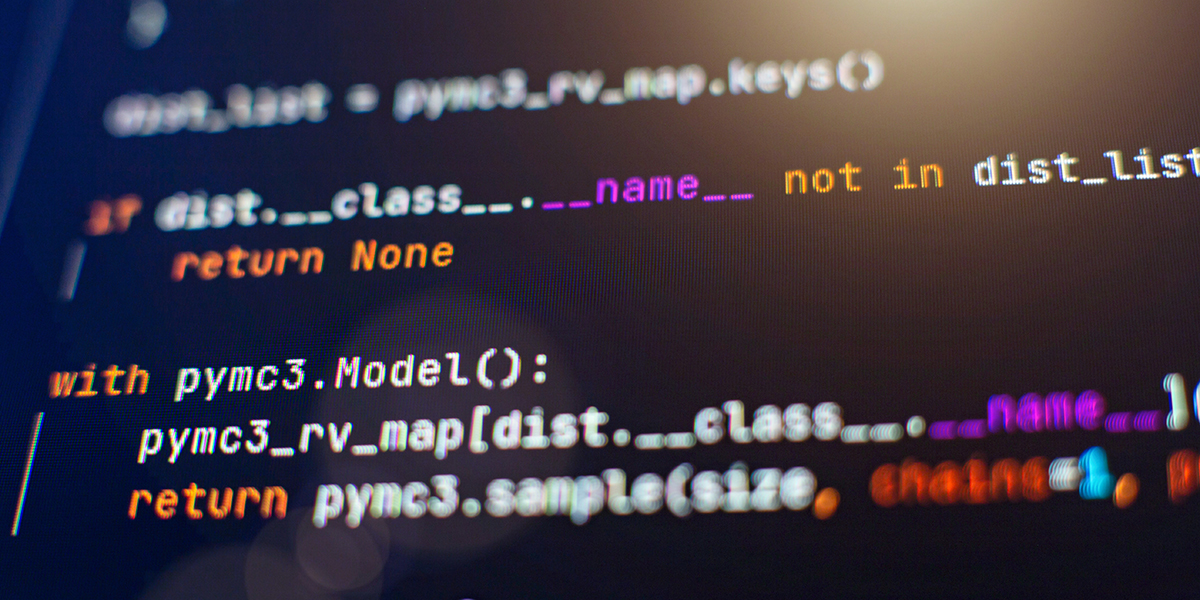 dist_list = pymc3_rv_map.keys()
if dist.__class__.__name__ not in dist_list
return None
with pymc3.Model():
pymc3_rv_map[dist.__class__.__name__](
return pymc3.sample(size, chains=1, p